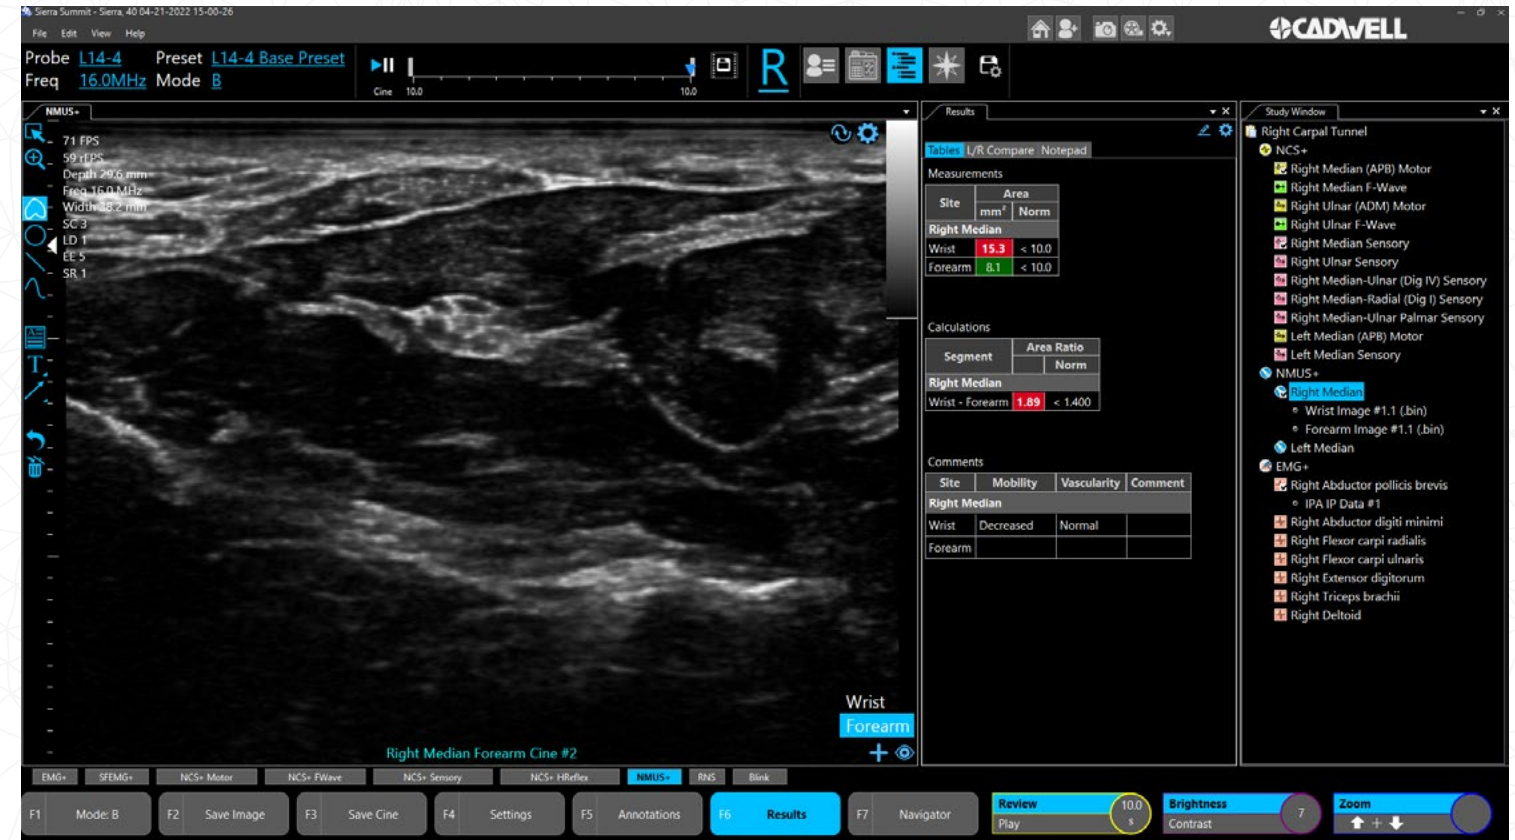 Sierra Summit - Sierra, 40 04-21-2022 15-00-26
File Edit View Help
CADWELL
Probe L14-4 Preset L14-4 Base Preset
Freq 16.0MHz Mode B
Cine 10.0 10.0
R
NMUS+
71 FPS
59 rFPS
Depth 29.6 mm
Freq 16.0 MHz
Width 38.2 mm
SC 3
LD 1
EE 5
SR 1
T
Wrist
Forearm
Right Median Forearm Cine #2
Results
Tables L/R Compare Notepad
Measurements
Site Area
mm² Norm
Right Median
Wrist 15.3 < 10.0
Forearm 8.1 < 10.0
Calculations
Segment Area Ratio
Norm
Right Median
Wrist - Forearm 1.89 < 1.400
Comments
Site Mobility Vascularity Comment
Right Median
Wrist Decreased Normal
Forearm
Study Window
Right Carpal Tunnel
NCS+
Right Median (APB) Motor
Right Median F-Wave
Right Ulnar (ADM) Motor
Right Ulnar F-Wave
Right Median Sensory
Right Ulnar Sensory
Right Median-Ulnar (Dig IV) Sensory
Right Median-Radial (Dig I) Sensory
Right Median-Ulnar Palmar Sensory
Left Median (APB) Motor
Left Median Sensory
NMUS+
Right Median
Wrist Image #1.1 (.bin)
Forearm Image #1.1 (.bin)
Left Median
EMG+
Right Abductor pollicis brevis
IPA IP Data #1
Right Abductor digiti minimi
Right Flexor carpi radialis
Right Flexor carpi ulnaris
Right Extensor digitorum
Right Triceps brachii
Right Deltoid
EMG+ SFEMG+ NCS+ Motor NCS+ FWave NCS+ Sensory NCS+ HReflex NMUS+ RNS Blink
F1 Mode: B F2 Save Image F3 Save Cine F4 Settings F5 Annotations F6 Results F7 Navigator
Review 10.0 Brightness 7 Zoom
Play s Contrast +